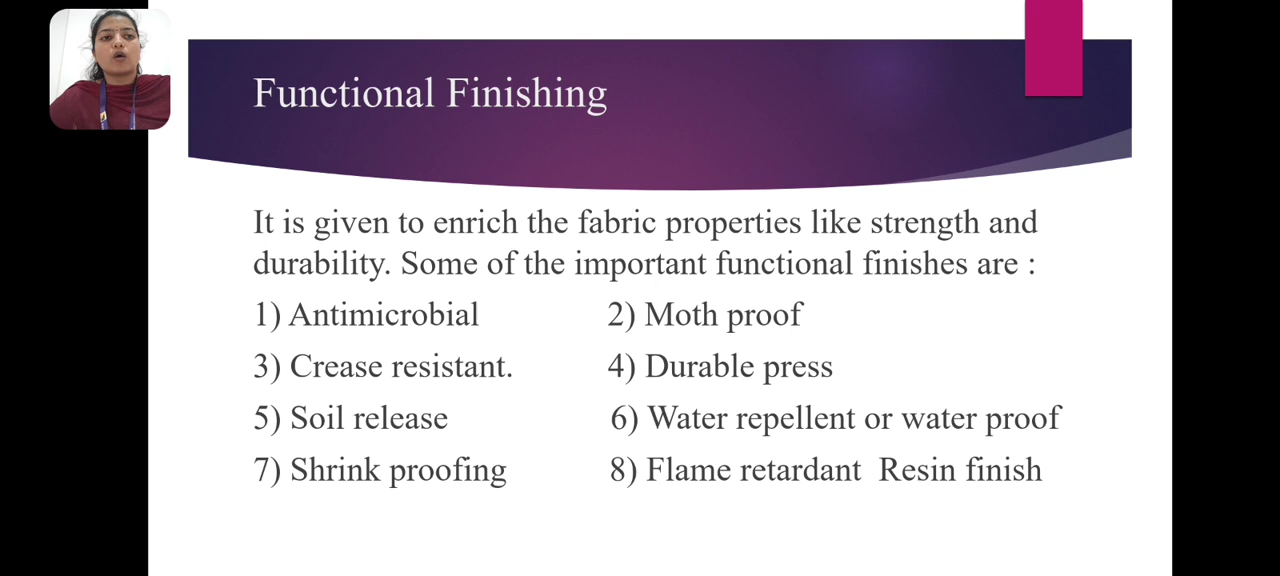 Functional Finishing
It is given to enrich the fabric properties like strength and
durability. Some of the important functional finishes are :
1) Antimicrobial 2) Moth proof
3) Crease resistant. 4) Durable press
5) Soil release 6) Water repellent or water proof
7) Shrink proofing 8) Flame retardant Resin finish